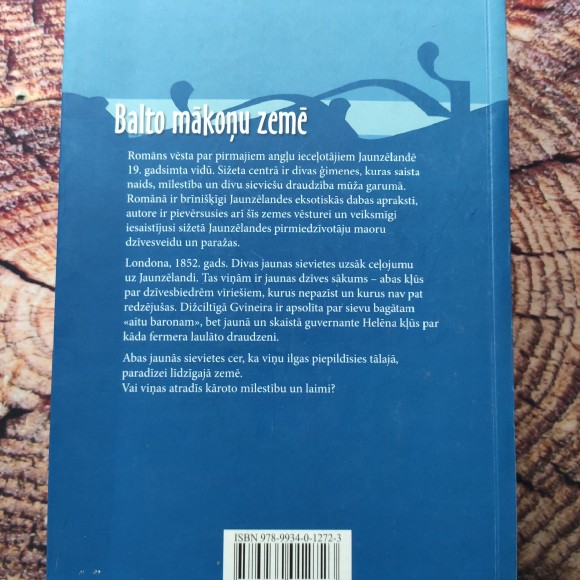 Balto mākoņu zemē
Romāns vēsta par pirmajiem angļu ieceļotājiem Jaunzēlandē
19. gadsimta vidū. Sižeta centrā ir divas ģimenes, kuras saista
naids, mīlestība un divu sieviešu draudzība mūža garumā.
Romānā ir brīnišķīgi Jaunzēlandes eksotiskās dabas apraksti,
autore ir pievērsusies arī šīs zemes vēsturei un veiksmīgi
iesaistījusi sižetā Jaunzēlandes pirmiedzīvotāju maoru
dzīvesveidu un paražas.
Londona, 1852. gads. Divas jaunas sievietes uzsāk ceļojumu
uz Jaunzēlandi. Tas viņām ir jaunas dzīves sākums – abas kļūs
par dzīvesbiedrēm vīriešiem, kurus nepazīst un kurus nav pat
redzējušas. Dižciltīgā Gvineira ir apsolīta par sievu bagātam
«aitu baronam», bet jaunā un skaistā guvernante Helēna kļūs par
kāda fermera laulāto draudzeni.
Abas jaunās sievietes cer, ka viņu ilgas piepildīsies tālajā,
paradīzei līdzīgajā zemē.
Vai viņas atradīs kāroto mīlestību un laimi?
ISBN 978-9934-0-1272-3